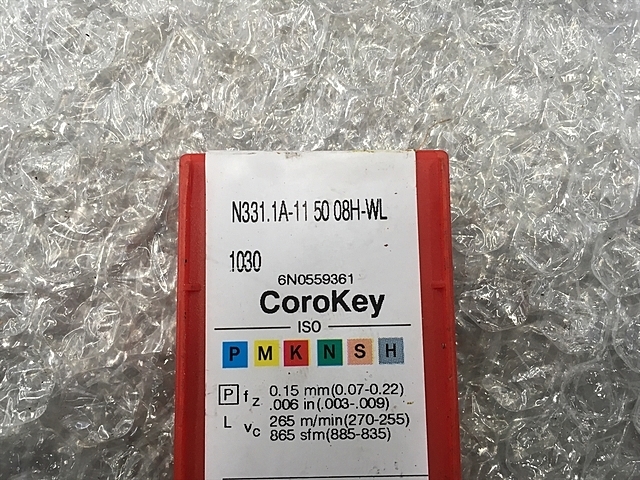 N331.1A-11 50 08H-WL
1030
6N0559361
CoroKey
ISO
P M K N S H
P fz 0.15 mm(0.07-0.22)
.006 in(.003-.009)
L vc 265 m/min(270-255)
865 sfm(885-835)